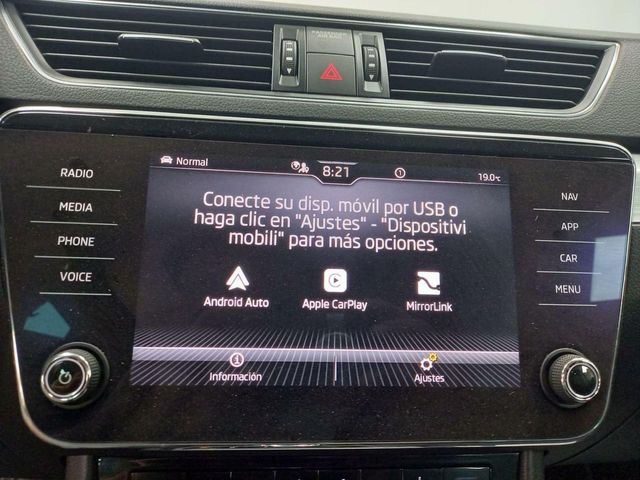 RADIO
MEDIA
PHONE
VOICE
Normal
8:21
1
19.0°C
Conecte su disp. móvil por USB o
haga clic en "Ajustes" - "Dispositivi
mobili" para más opciones.
Android Auto
Apple CarPlay
MirrorLink
Información
Ajustes
NAV
APP
CAR
MENU